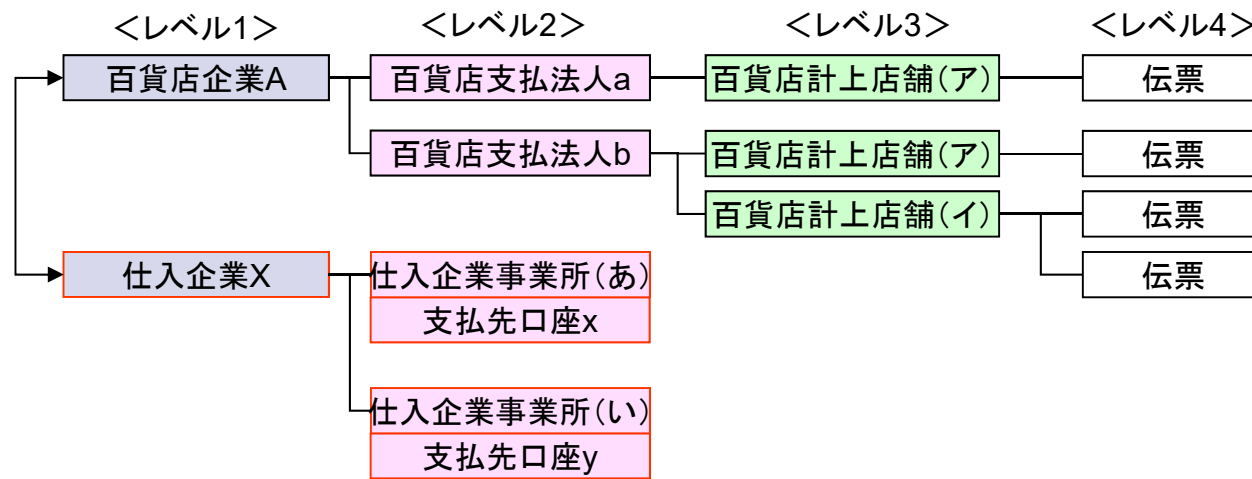 ＜レベル1＞
＜レベル2＞
＜レベル3＞
＜レベル4＞
百貨店企業A
百貨店支払法人a
百貨店計上店舗(ア)
伝票
百貨店支払法人b
百貨店計上店舗(ア)
伝票
百貨店計上店舗(イ)
伝票
仕入企業X
仕入企業事業所(あ)
伝票
支払先口座x
仕入企業事業所(い)
支払先口座y